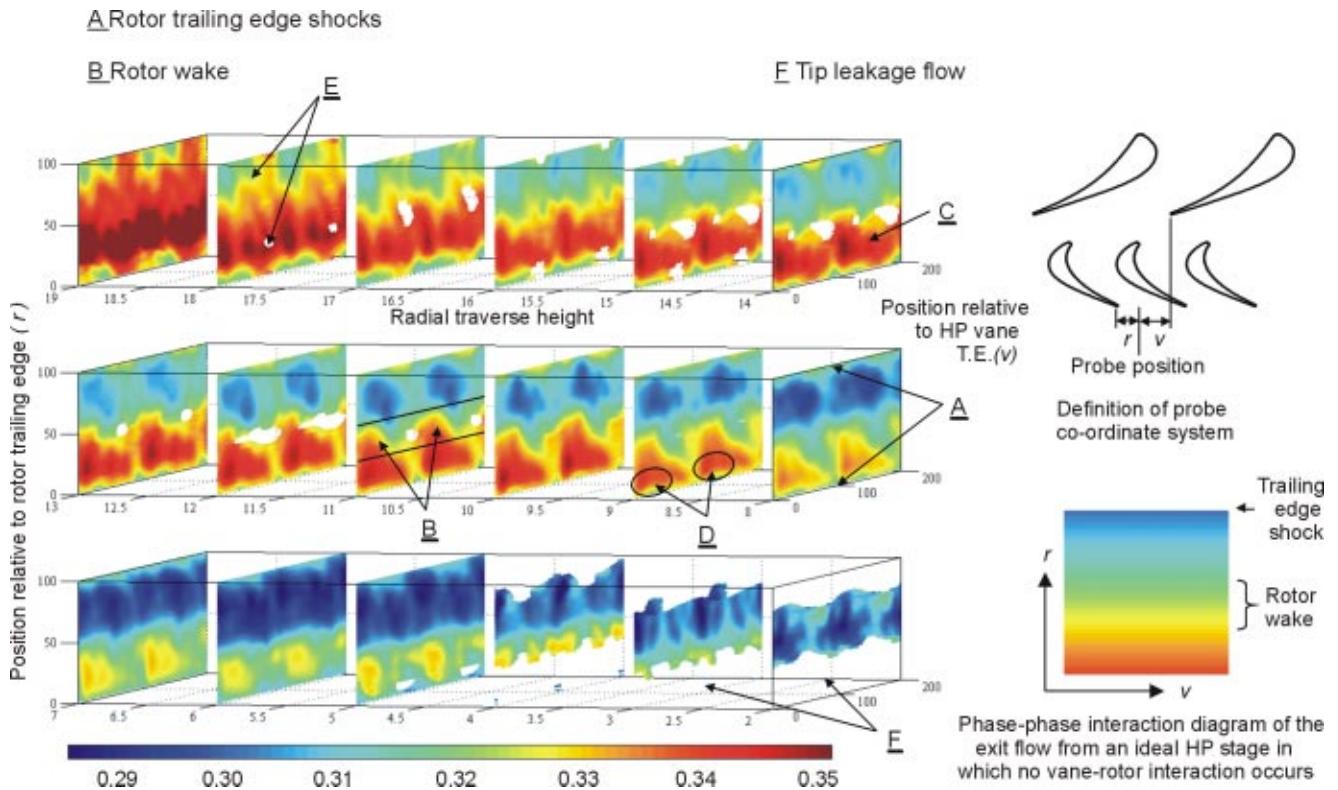 A Rotor trailing edge shocks
B Rotor wake
F Tip leakage flow
E
100
50
0
19
18.5
18
17.5
17
16.5
16
15.5
15
14.5
14
0
100
200
C
Radial traverse height
Position relative
to HP vane
T.E.(v)
100
50
0
13
12.5
12
11.5
11
10.5
10
9.5
9
8.5
8
0
100
200
A
B
D
100
50
0
7
6.5
6
5.5
5
4.5
4
3.5
3
2.5
2
0
100
200
F
Position relative to rotor trailing edge (r)
0.29
0.30
0.31
0.32
0.33
0.34
0.35
r
v
Probe position
Definition of probe
co-ordinate system
Trailing
edge
shock
r
Rotor
wake
v
Phase-phase interaction diagram of the
exit flow from an ideal HP stage in
which no vane-rotor interaction occurs